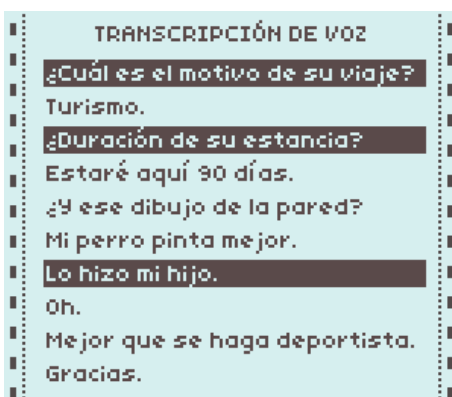 TRANSCRIPCIÓN DE VOZ
¿Cuál es el motivo de su viaje?
Turismo.
¿Duración de su estancia?
Estaré aquí 90 días.
¿Y ese dibujo de la pared?
Mi perro pinta mejor.
Lo hizo mi hijo.
Oh.
Mejor que se haga deportista.
Gracias.